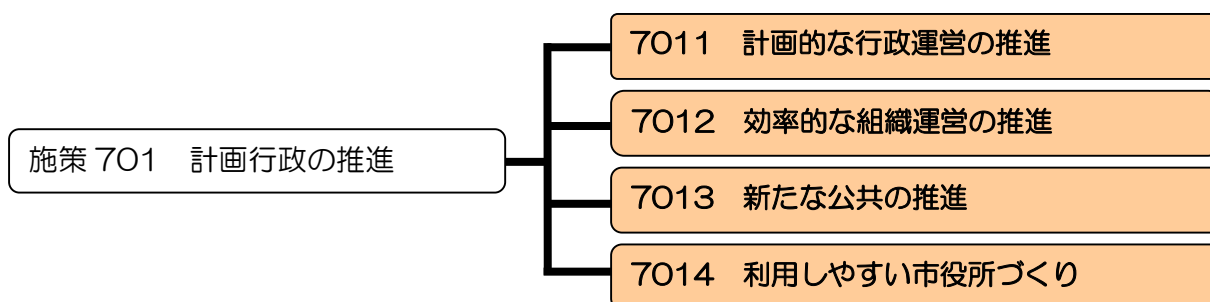 施策 701　計画行政の推進
7011　計画的な行政運営の推進
7012　効率的な組織運営の推進
7013　新たな公共の推進
7014　利用しやすい市役所づくり